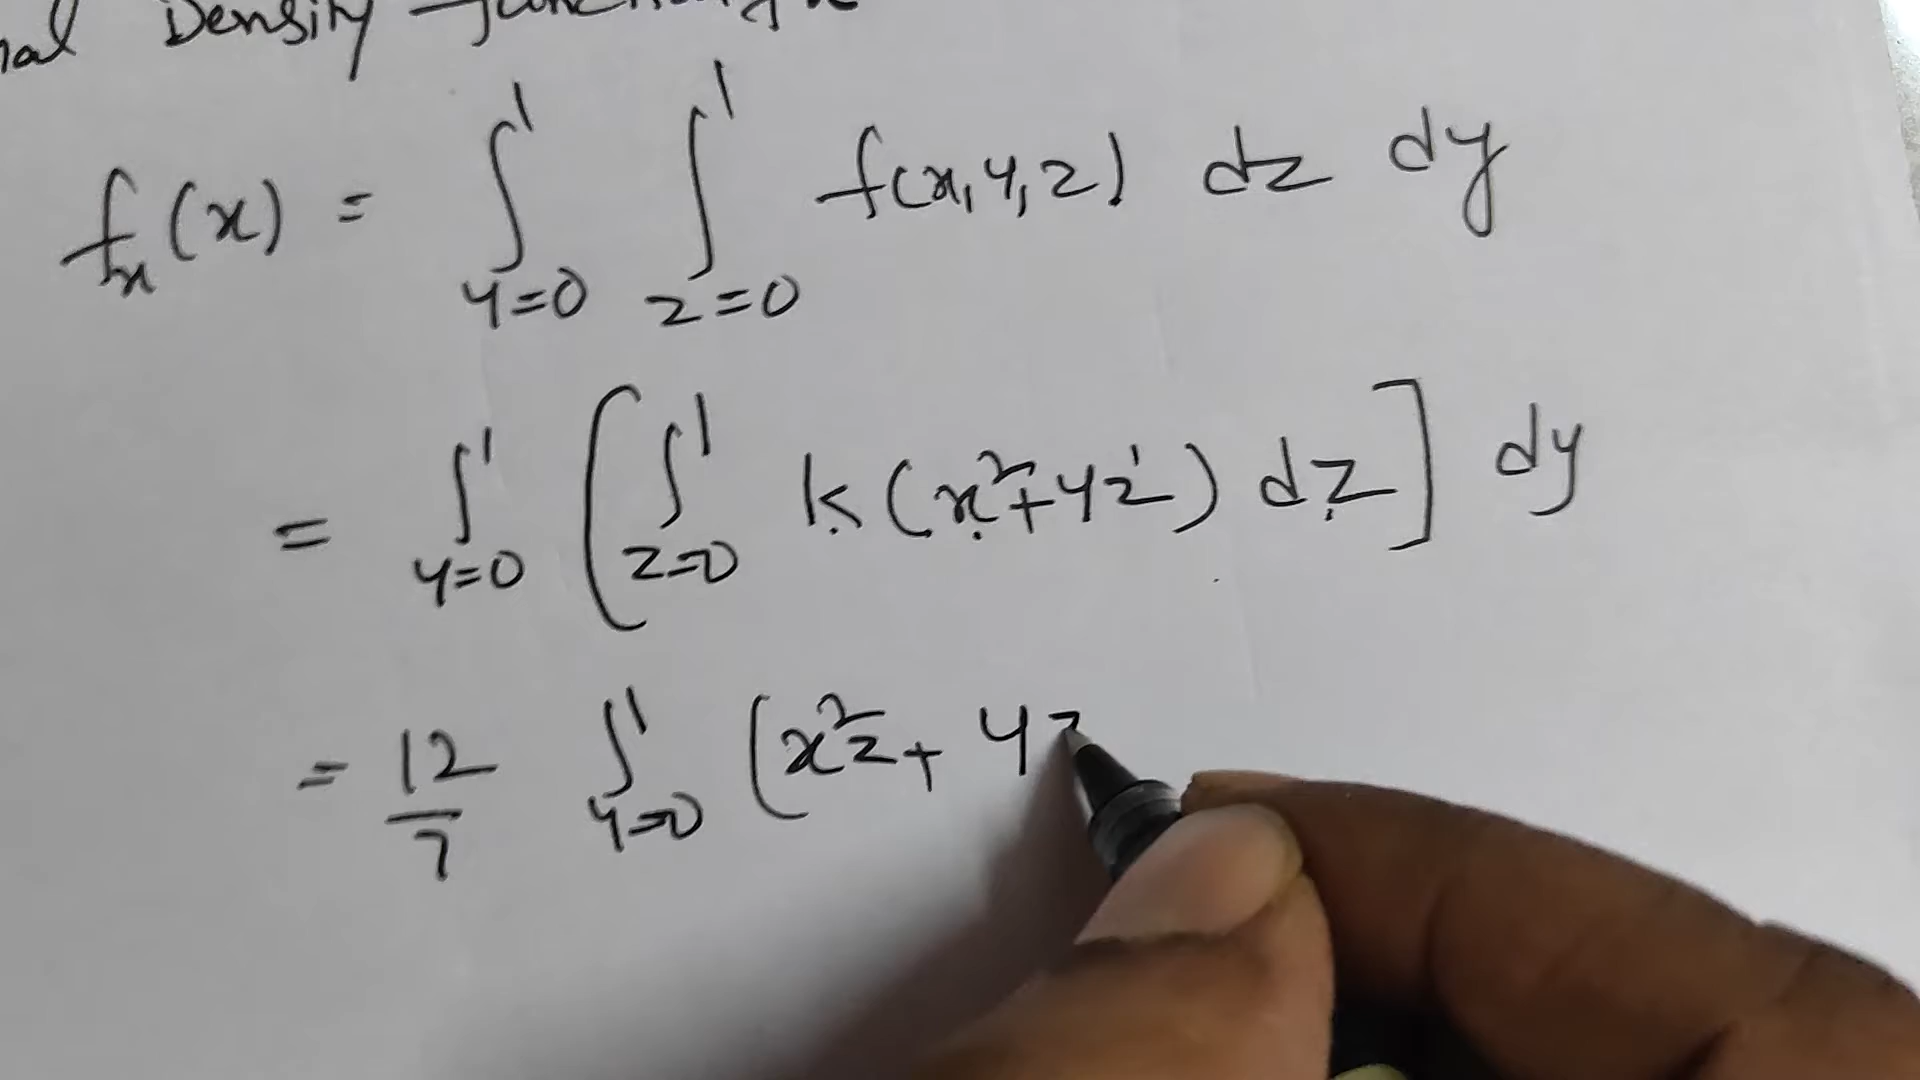 Density
f_x(x) = ∫_{y=0}^{1} ∫_{z=0}^{1} f(x,y,z) dz dy
= ∫_{y=0}^{1} [∫_{z=0}^{1} k(x²+yz¹) dz] dy
= 12/7 ∫_{y=0}^{1} (x²z + yz